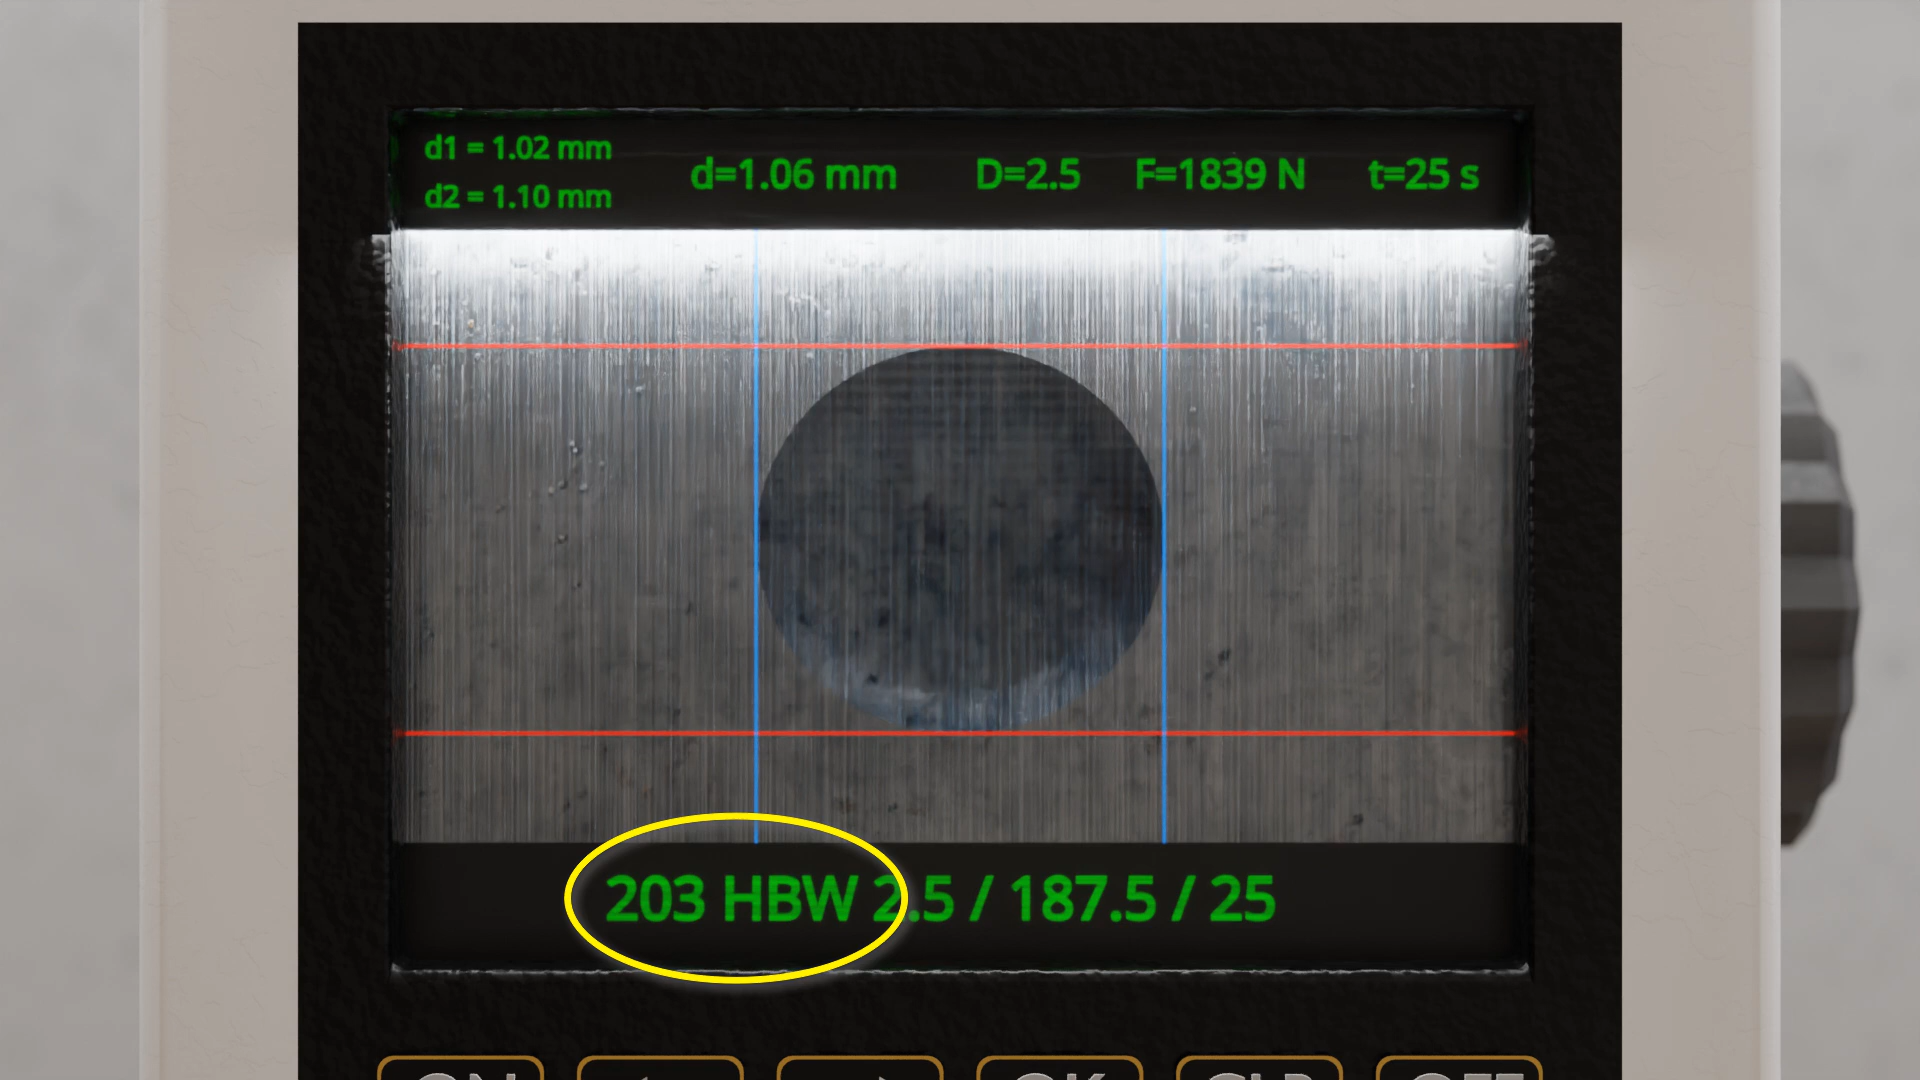 d1 = 1.02 mm
d2 = 1.10 mm
d=1.06 mm D=2.5 F=1839 N t=25 s
203 HBW 2.5 / 187.5 / 25